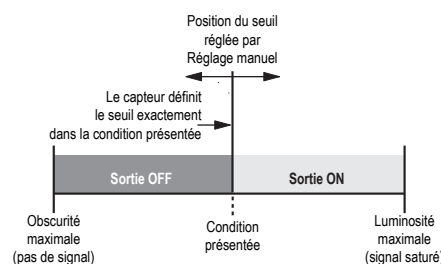 Position du seuil
réglée par
Réglage manuel
Le capteur définit
le seuil exactement
dans la condition présentée
Sortie OFF
Sortie ON
Obscurité
maximale
(pas de signal)
Condition
présentée
Luminosité
maximale
(signal saturé)